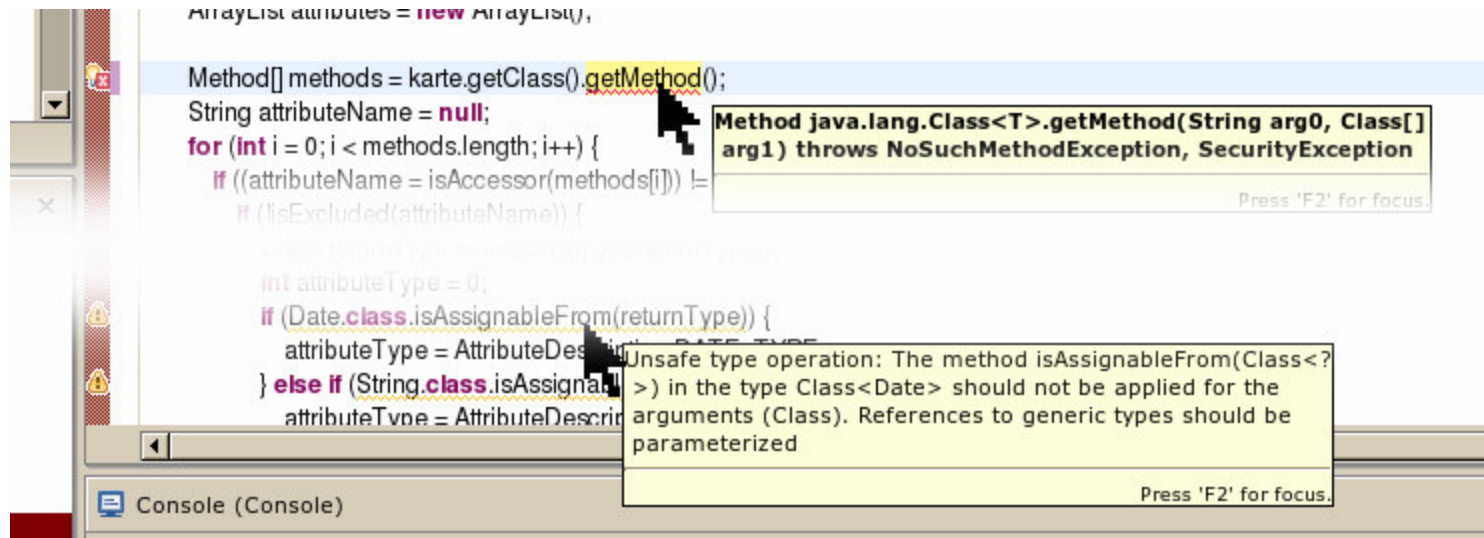 ArrayList attributes = new ArrayList();
Method[] methods = karte.getClass().getMethod();
String attributeName = null;
for (int i = 0; i < methods.length; i++) {
if ((attributeName = isAccessor(methods[i])) !=
if (!isExcluded(attributeName)) {
int attributeType = 0;
if (Date.class.isAssignableFrom(returnType)) {
attributeType =
} else if (String.class.isAssignabl
attributeType = AttributeDescrip
Method java.lang.Class<T>.getMethod(String arg0, Class[]
arg1) throws NoSuchMethodException, SecurityException
Press 'F2' for focus.
Unsafe type operation: The method isAssignableFrom(Class<?
>) in the type Class<Date> should not be applied for the
arguments (Class). References to generic types should be
parameterized
Press 'F2' for focus.
Console (Console)